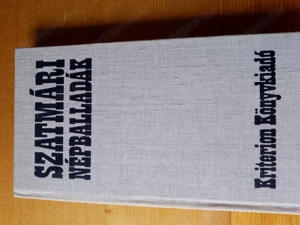 SZATMÁRI
NÉPBALLADÁK
Kriterion Könyvkiadó